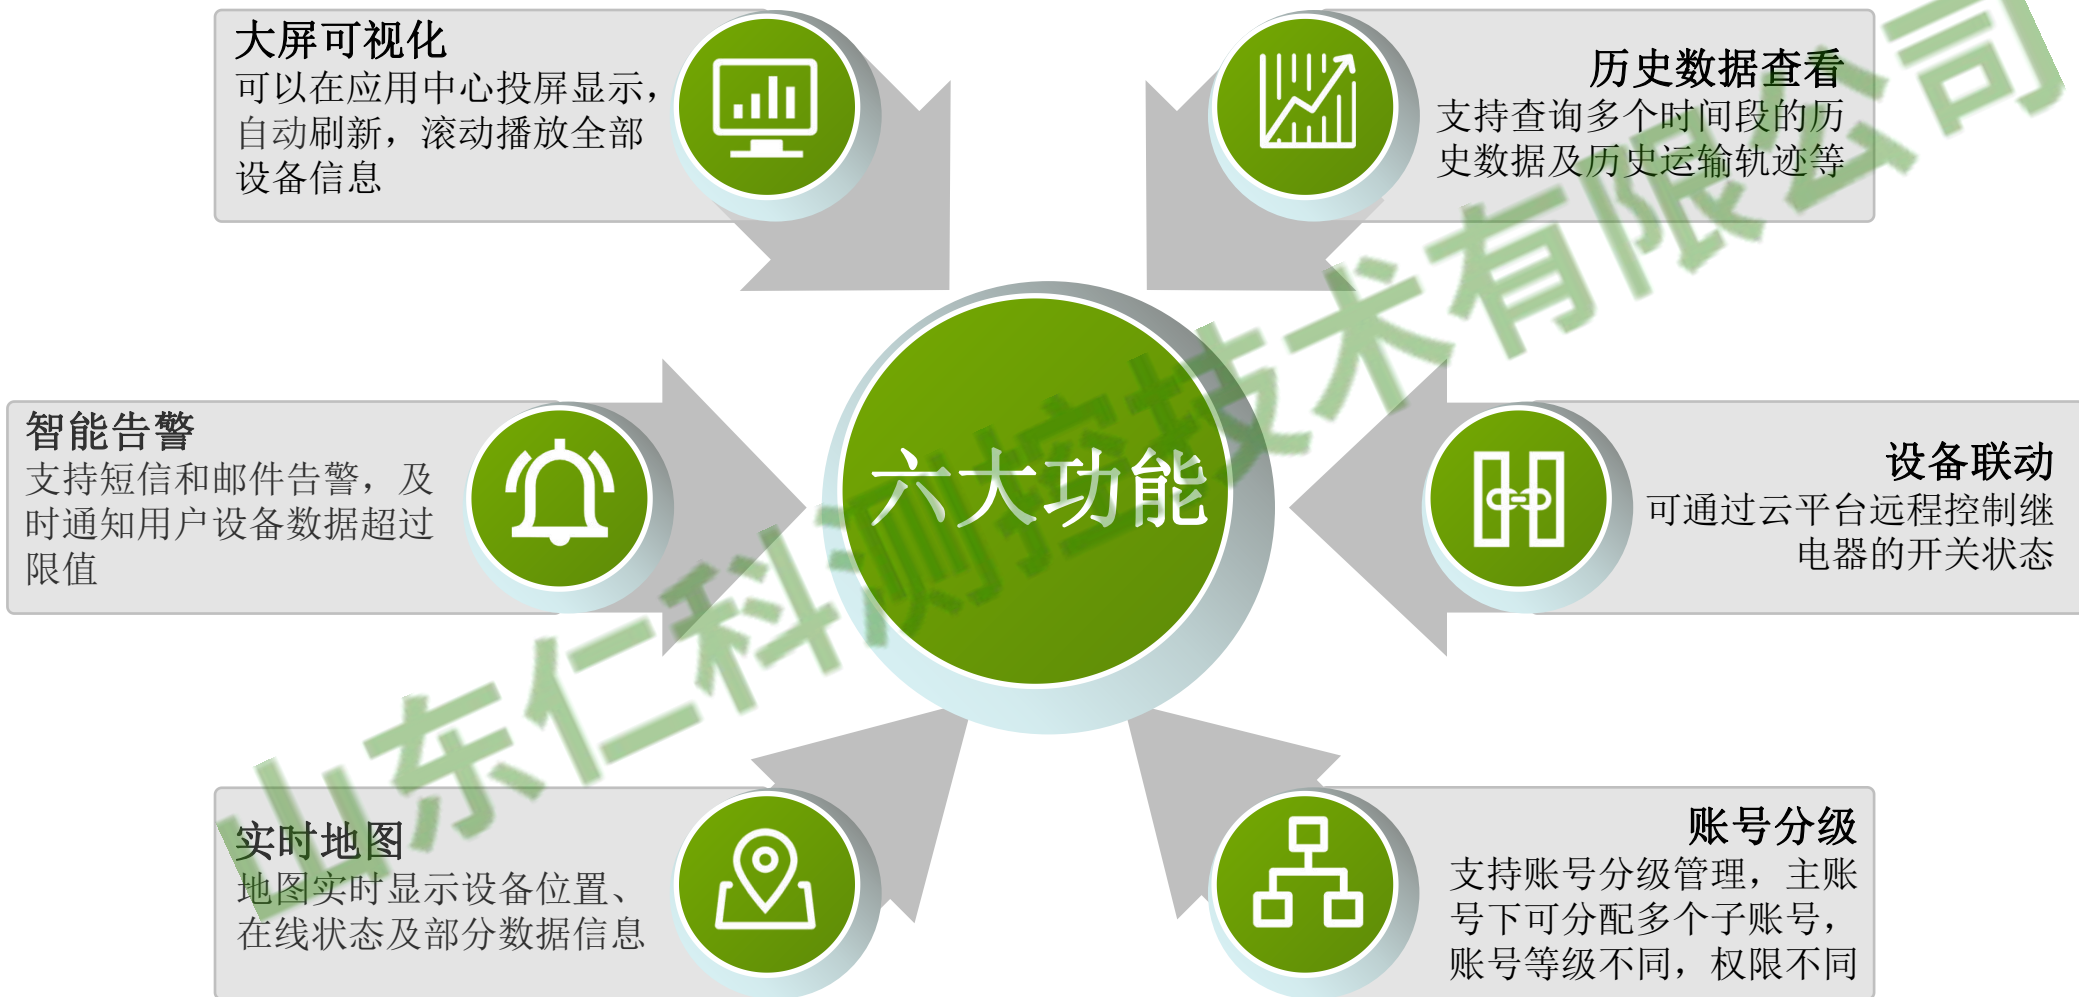 大屏可视化
可以在应用中心投屏显示，
自动刷新，滚动播放全部
设备信息
历史数据查看
支持查询多个时间段的历
史数据及历史运输轨迹等
智能告警
支持短信和邮件告警，及
时通知用户设备数据超过
限值
六大功能
设备联动
可通过云平台远程控制继
电器的开关状态
实时地图
地图实时显示设备位置、
在线状态及部分数据信息
账号分级
支持账号分级管理，主账
号下可分配多个子账号，
账号等级不同，权限不同
山东仁科测控技术有限公司